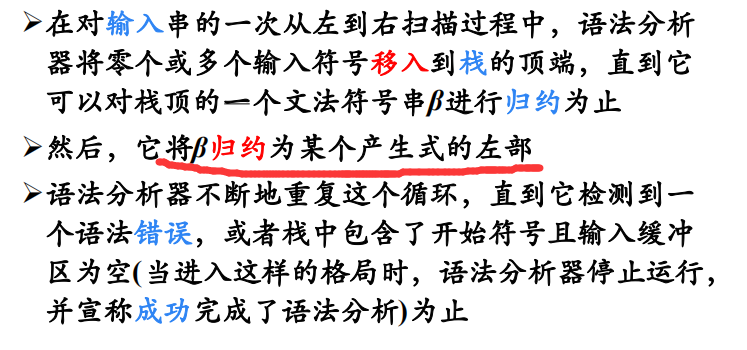 ➢在对输入串的一次从左到右扫描过程中，语法分析
器将零个或多个输入符号移入到栈的顶端，直到它
可以对栈顶的一个文法符号串β进行归约为止
➢然后，它将β归约为某个产生式的左部
➢语法分析器不断地重复这个循环，直到它检测到一
个语法错误，或者栈中包含了开始符号且输入缓冲
区为空(当进入这样的格局时，语法分析器停止运行，
并宣称成功完成了语法分析)为止